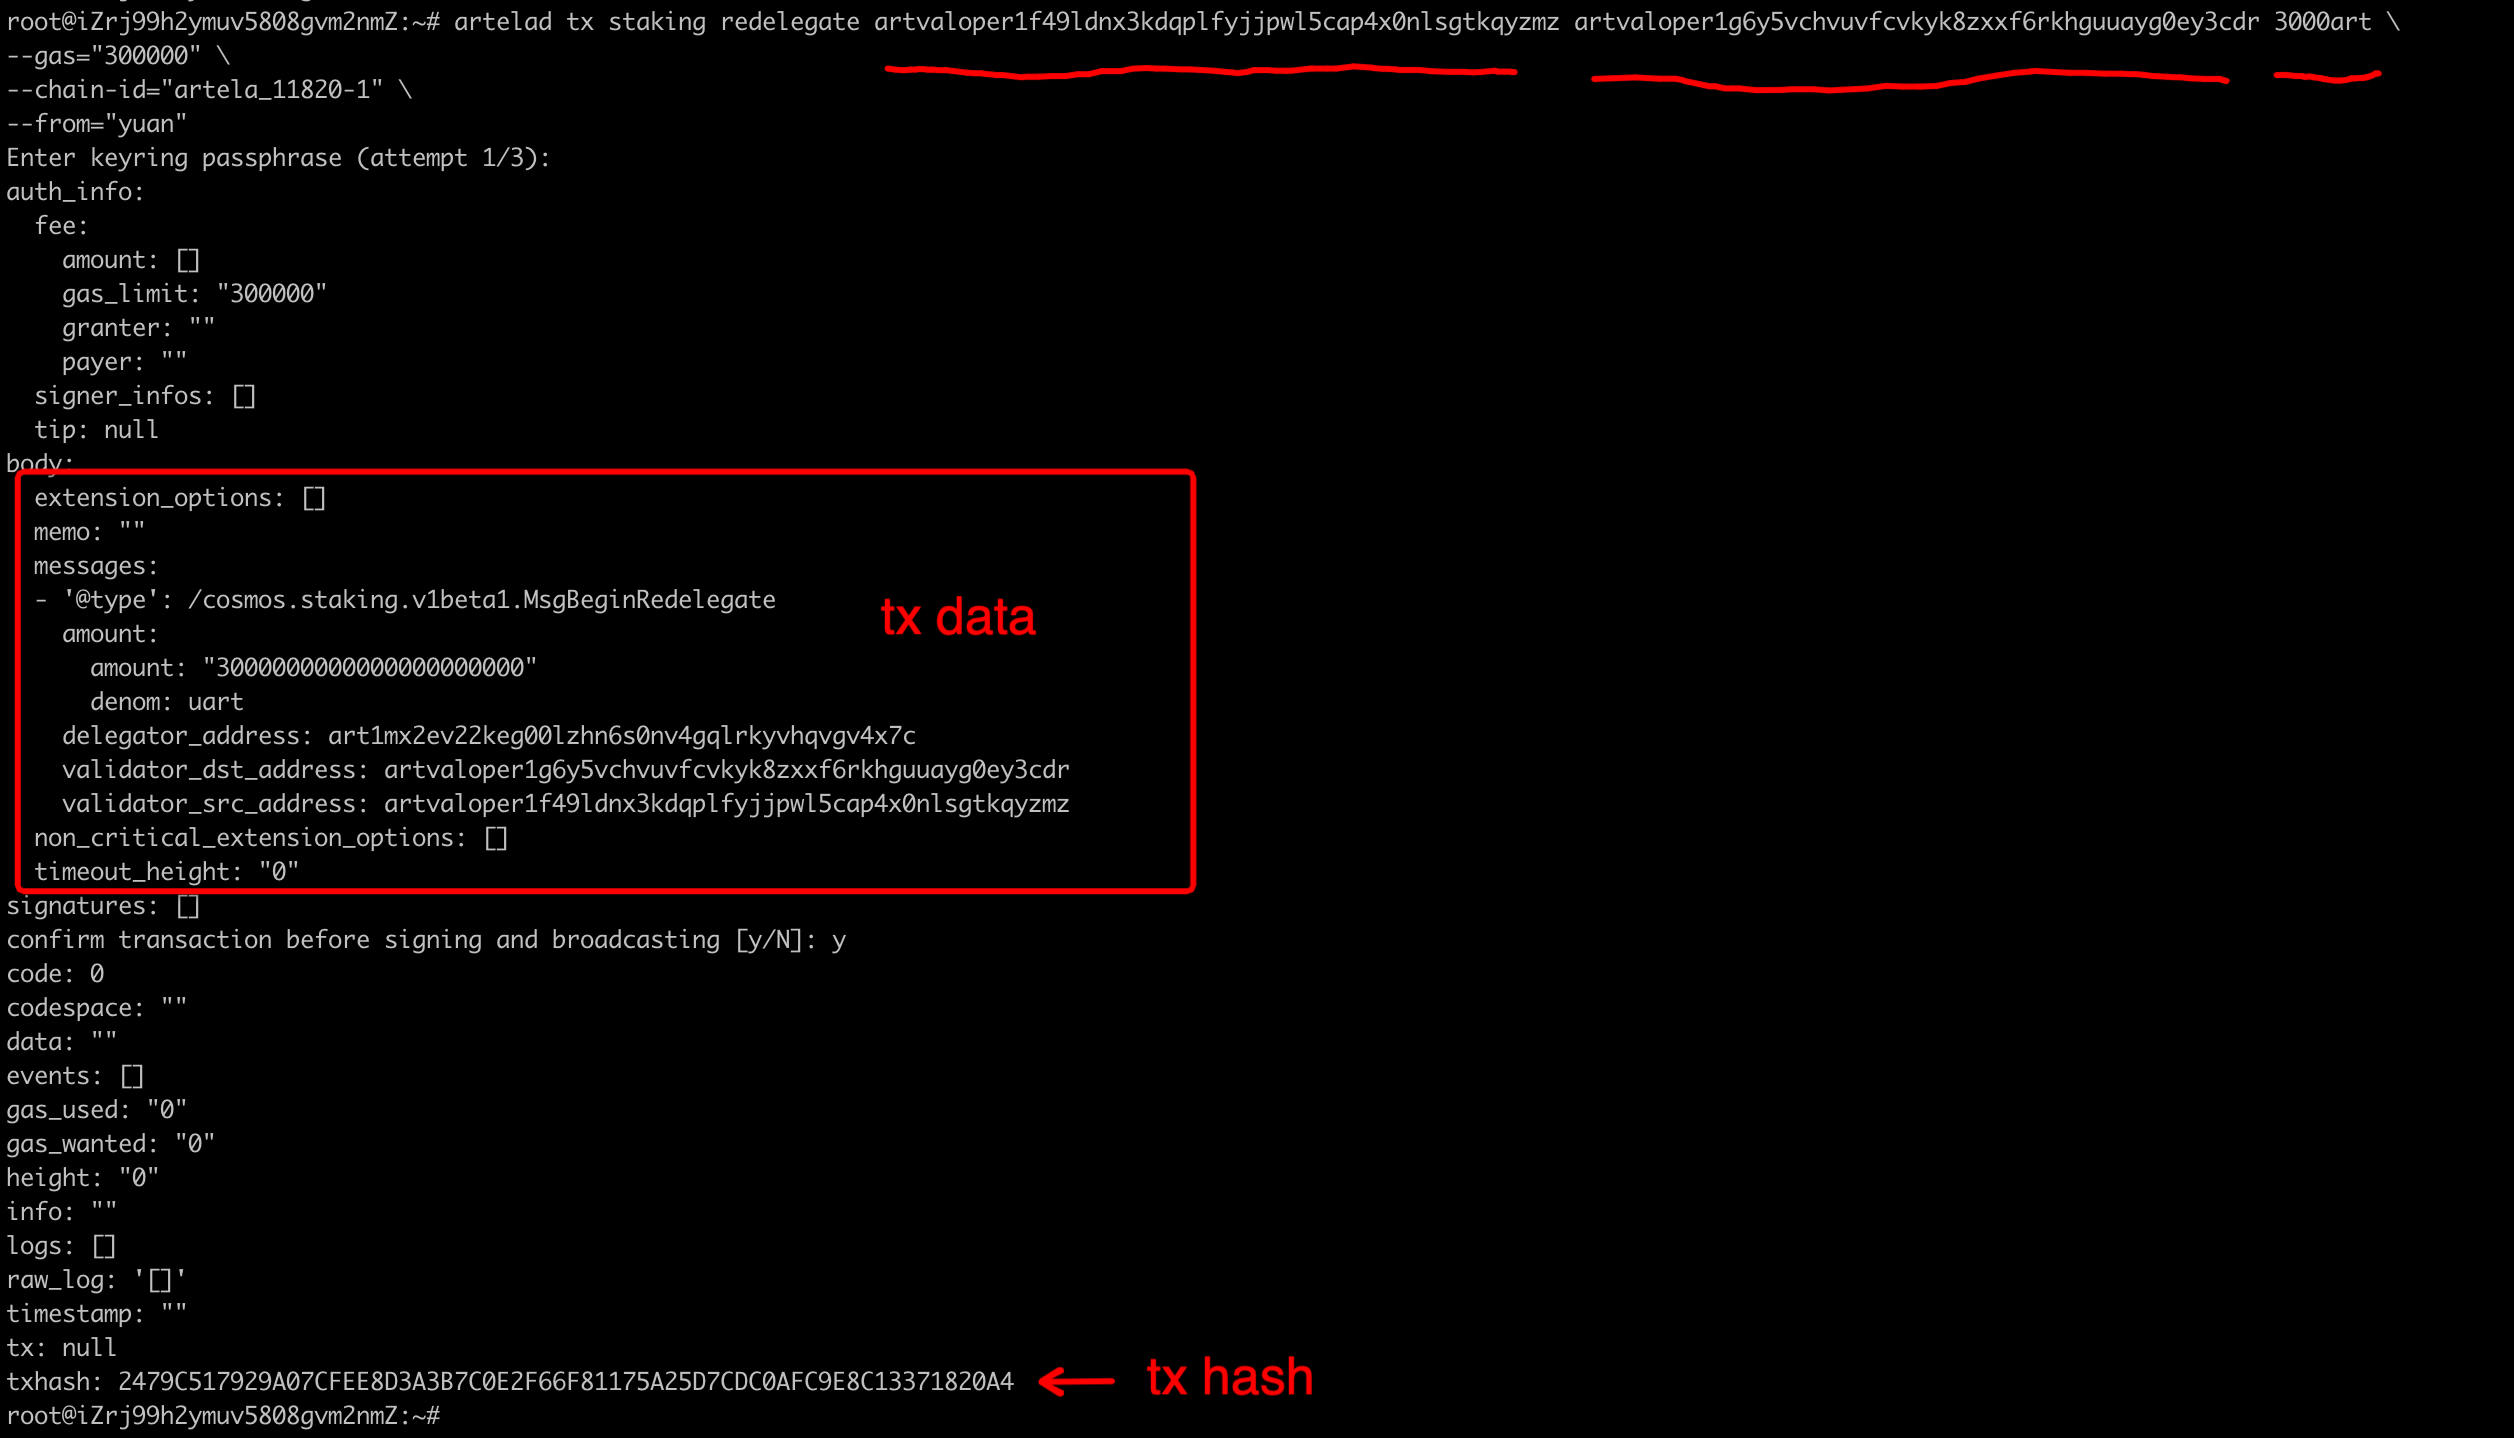 root@iZrj99h2ymuv5808gvm2nmZ:~# artelad tx staking redelegate artvaloper1f49ldnx3kdqplfyjjpwl5cap4x0nlsgtkqyzmz artvaloper1g6y5vchvuvfcvkyk8zxxf6rkhguuayg0ey3cdr 3000art \
--gas="300000" \
--chain-id="artela_11820-1" \
--from="yuan"
Enter keyring passphrase (attempt 1/3):
auth_info:
  fee:
    amount: []
    gas_limit: "300000"
    granter: ""
    payer: ""
  signer_infos: []
  tip: null
body:
  extension_options: []
  memo: ""
  messages:
  - '@type': /cosmos.staking.v1beta1.MsgBeginRedelegate
tx data
    amount:
      amount: "3000000000000000000000"
      denom: uart
    delegator_address: art1mx2ev22keg00lzhn6s0nv4gqlrkyvhqvgv4x7c
    validator_dst_address: artvaloper1g6y5vchvuvfcvkyk8zxxf6rkhguuayg0ey3cdr
    validator_src_address: artvaloper1f49ldnx3kdqplfyjjpwl5cap4x0nlsgtkqyzmz
  non_critical_extension_options: []
  timeout_height: "0"
signatures: []
confirm transaction before signing and broadcasting [y/N]: y
code: 0
codespace: ""
data: ""
events: []
gas_used: "0"
gas_wanted: "0"
height: "0"
info: ""
logs: []
raw_log: '[]'
timestamp: ""
tx: null
txhash: 2479C517929A07CFEE8D3A3B7C0E2F66F81175A25D7CDC0AFC9E8C13371820A4
tx hash
root@iZrj99h2ymuv5808gvm2nmZ:~#